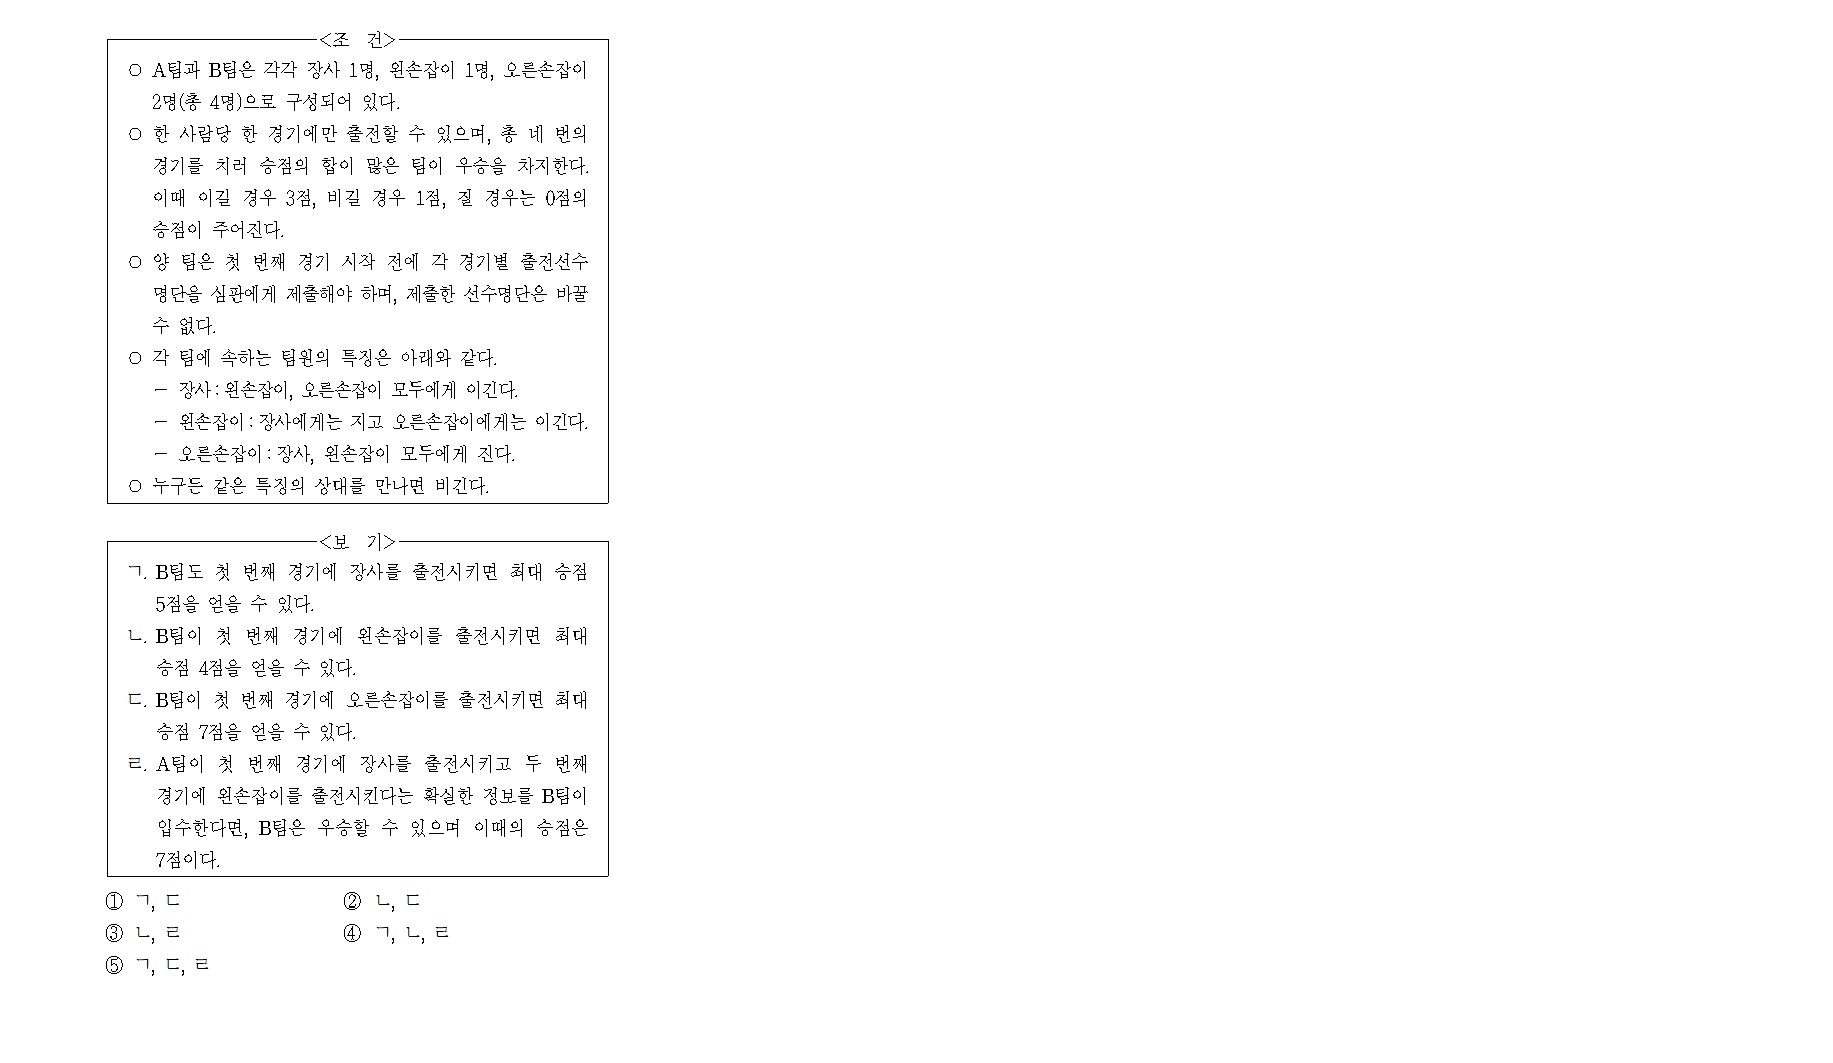 <조 건>
○ A팀과 B팀은 각각 장사 1명, 왼손잡이 1명, 오른손잡이
2명(총 4명)으로 구성되어 있다.
○ 한 사람당 한 경기에만 출전할 수 있으며, 총 네 번의
경기를 치러 승점의 합이 많은 팀이 우승을 차지한다.
이때 이길 경우 3점, 비길 경우 1점, 질 경우는 0점의
승점이 주어진다.
○ 양 팀은 첫 번째 경기 시작 전에 각 경기별 출전선수
명단을 심판에게 제출해야 하며, 제출한 선수명단은 바꿀
수 없다.
○ 각 팀에 속하는 팀원의 특징은 아래와 같다.
- 장사 : 왼손잡이, 오른손잡이 모두에게 이긴다.
- 왼손잡이 : 장사에게는 지고 오른손잡이에게는 이긴다.
- 오른손잡이 : 장사, 왼손잡이 모두에게 진다.
○ 누구든 같은 특징의 상대를 만나면 비긴다.
<보 기>
ㄱ. B팀도 첫 번째 경기에 장사를 출전시키면 최대 승점
5점을 얻을 수 있다.
ㄴ. B팀이 첫 번째 경기에 왼손잡이를 출전시키면 최대
승점 4점을 얻을 수 있다.
ㄷ. B팀이 첫 번째 경기에 오른손잡이를 출전시키면 최대
승점 7점을 얻을 수 있다.
ㄹ. A팀이 첫 번째 경기에 장사를 출전시키고 두 번째
경기에 왼손잡이를 출전시킨다는 확실한 정보를 B팀이
입수한다면, B팀은 우승할 수 있으며 이때의 승점은
7점이다.
① ㄱ, ㄷ ② ㄴ, ㄷ
③ ㄴ, ㄹ ④ ㄱ, ㄴ, ㄹ
⑤ ㄱ, ㄷ, ㄹ